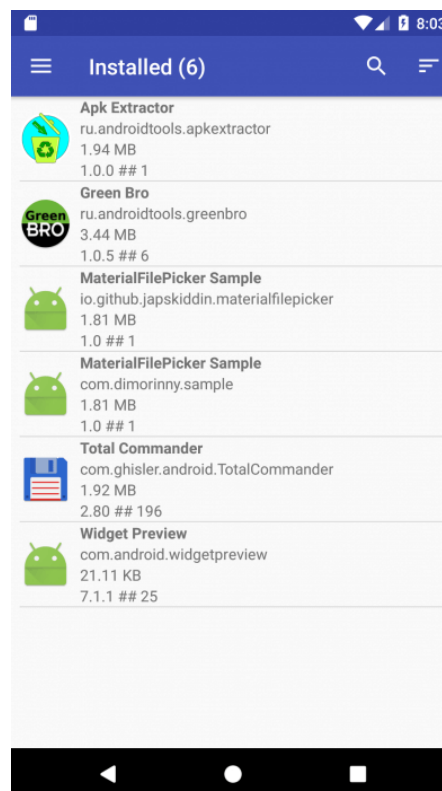 8:03
Installed (6)
Apk Extractor
ru.androidtools.apkextractor
1.94 MB
1.0.0 ## 1
Green
BRO
Green Bro
ru.androidtools.greenbro
3.44 MB
1.0.5 ## 6
MaterialFilePicker Sample
io.github.japskiddin.materialfilepicker
1.81 MB
1.0 ## 1
MaterialFilePicker Sample
com.dimorinny.sample
1.81 MB
1.0 ## 1
Total Commander
com.ghisler.android.TotalCommander
1.92 MB
2.80 ## 196
Widget Preview
com.android.widgetpreview
21.11 KB
7.1.1 ## 25